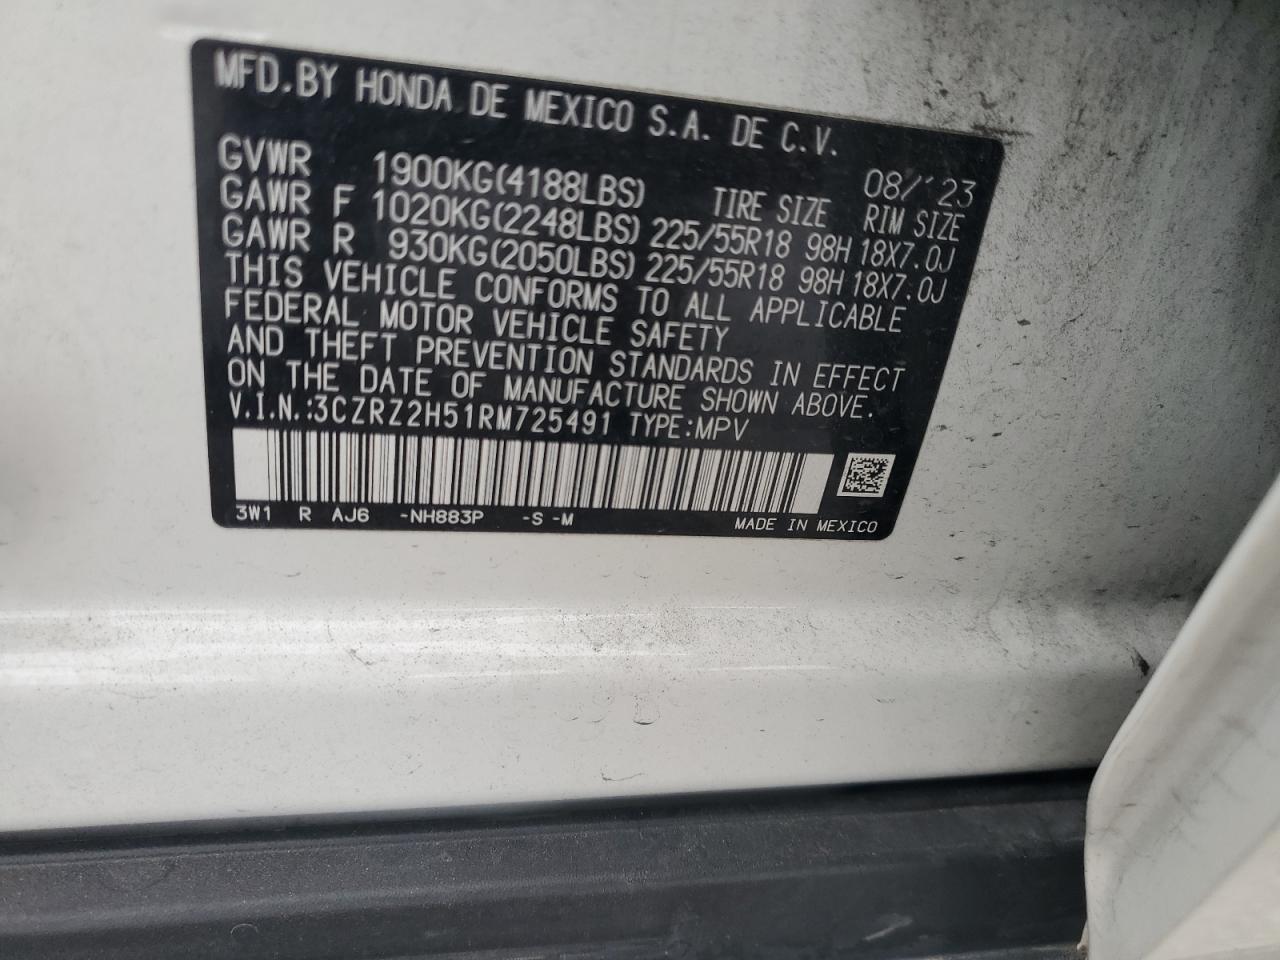 MFD.BY HONDA DE MEXICO S.A. DE C.V.
08/'23
GVWR 1900KG(4188LBS) TIRE SIZE RIM SIZE
GAWR F 1020KG(2248LBS) 225/55R18 98H 18X7.0J
GAWR R 930KG(2050LBS) 225/55R18 98H 18X7.0J
THIS VEHICLE CONFORMS TO ALL APPLICABLE
FEDERAL MOTOR VEHICLE SAFETY
AND THEFT PREVENTION STANDARDS IN EFFECT
ON THE DATE OF MANUFACTURE SHOWN ABOVE.
V.I.N.:3CZRZ2H51RM725491 TYPE:MPV
3W1 R AJ6 -NH883P -S -M MADE IN MEXICO